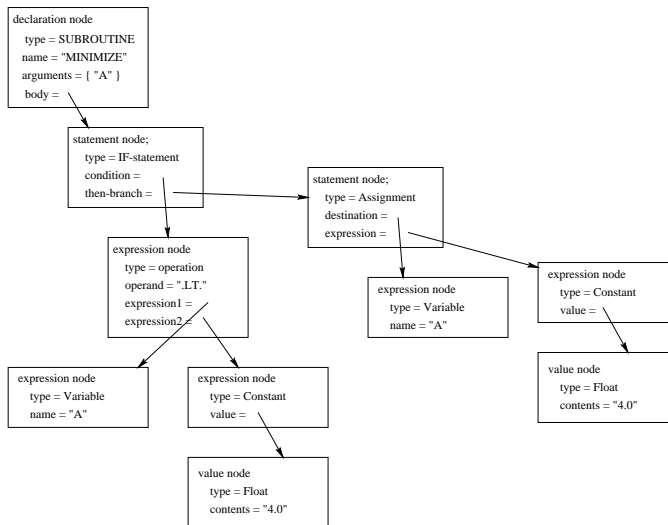 declaration node
type = SUBROUTINE
name = "MINIMIZE"
arguments = { "A" }
body =
statement node;
type = IF-statement
condition =
then-branch =
statement node;
type = Assignment
destination =
expression =
expression node
type = operation
operand = ".LT."
expression1 =
expression2 =
expression node
type = Variable
name = "A"
expression node
type = Constant
value =
expression node
type = Variable
name = "A"
expression node
type = Constant
value =
value node
type = Float
contents = "4.0"
value node
type = Float
contents = "4.0"